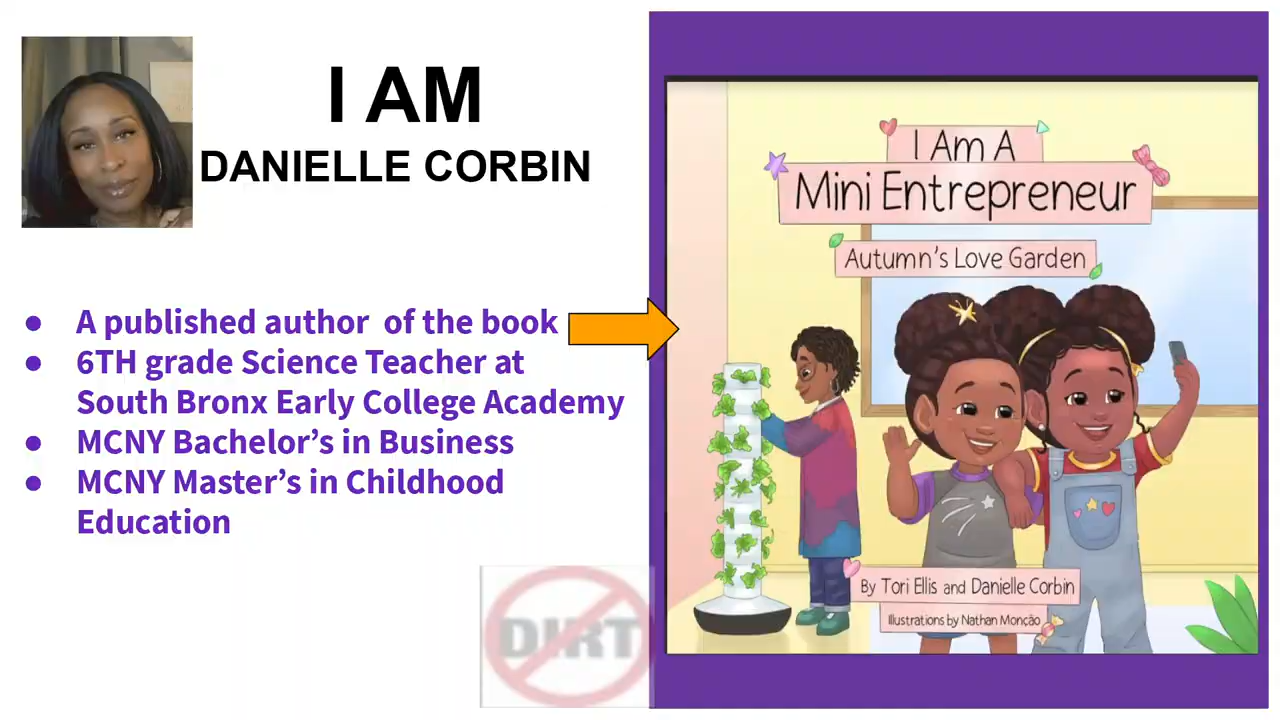 I AM
DANIELLE CORBIN
● A published author of the book
● 6TH grade Science Teacher at
South Bronx Early College Academy
● MCNY Bachelor’s in Business
● MCNY Master’s in Childhood
Education
DIRT
I Am A
Mini Entrepreneur
Autumn’s Love Garden
By Tori Ellis and Danielle Corbin
Illustrations by Nathan Monção